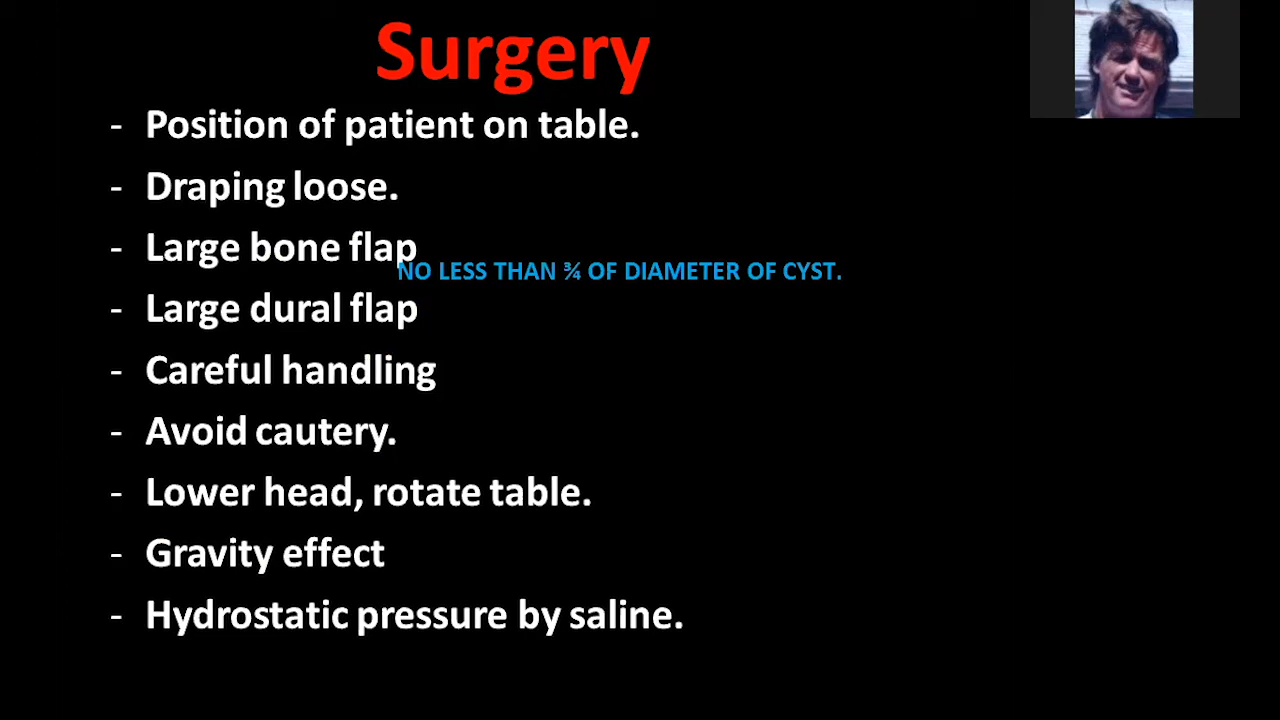 Surgery
- Position of patient on table.
- Draping loose.
- Large bone flap
NO LESS THAN ¾ OF DIAMETER OF CYST.
- Large dural flap
- Careful handling
- Avoid cautery.
- Lower head, rotate table.
- Gravity effect
- Hydrostatic pressure by saline.